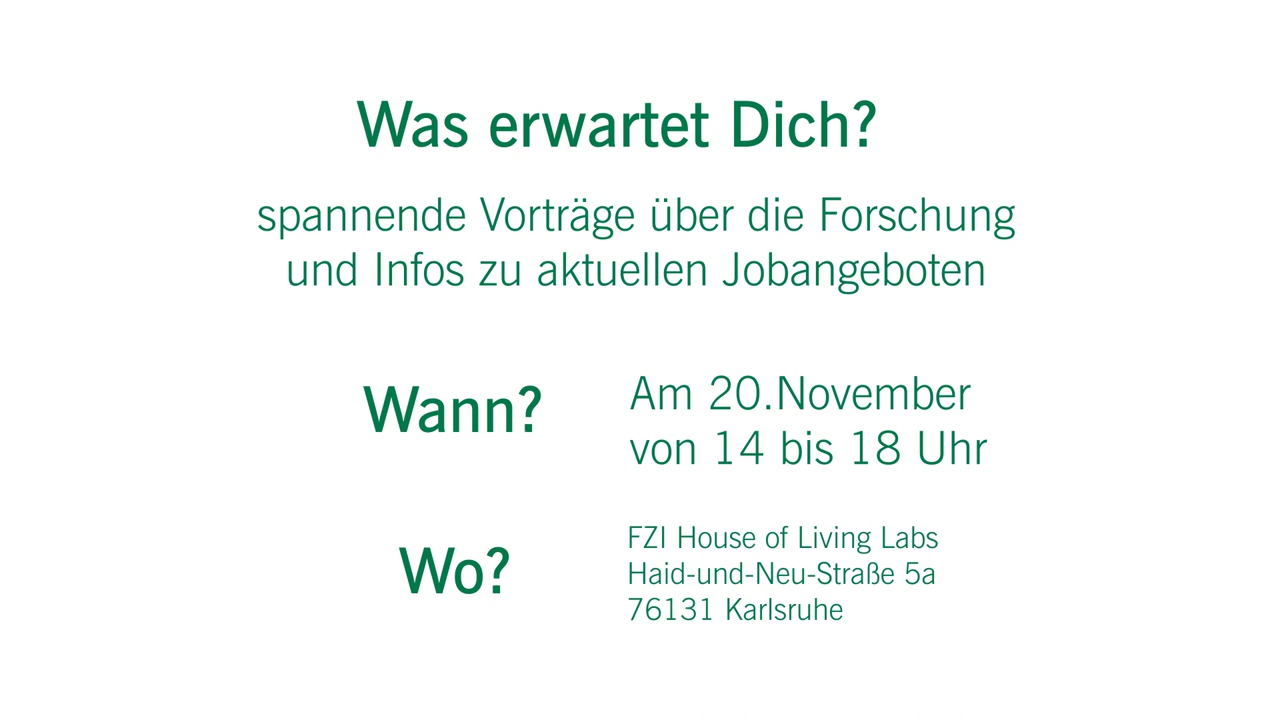 Was erwartet Dich?
spannende Vorträge über die Forschung
und Infos zu aktuellen Jobangeboten
Wann?
Am 20.November
von 14 bis 18 Uhr
Wo?
FZI House of Living Labs
Haid-und-Neu-Straße 5a
76131 Karlsruhe